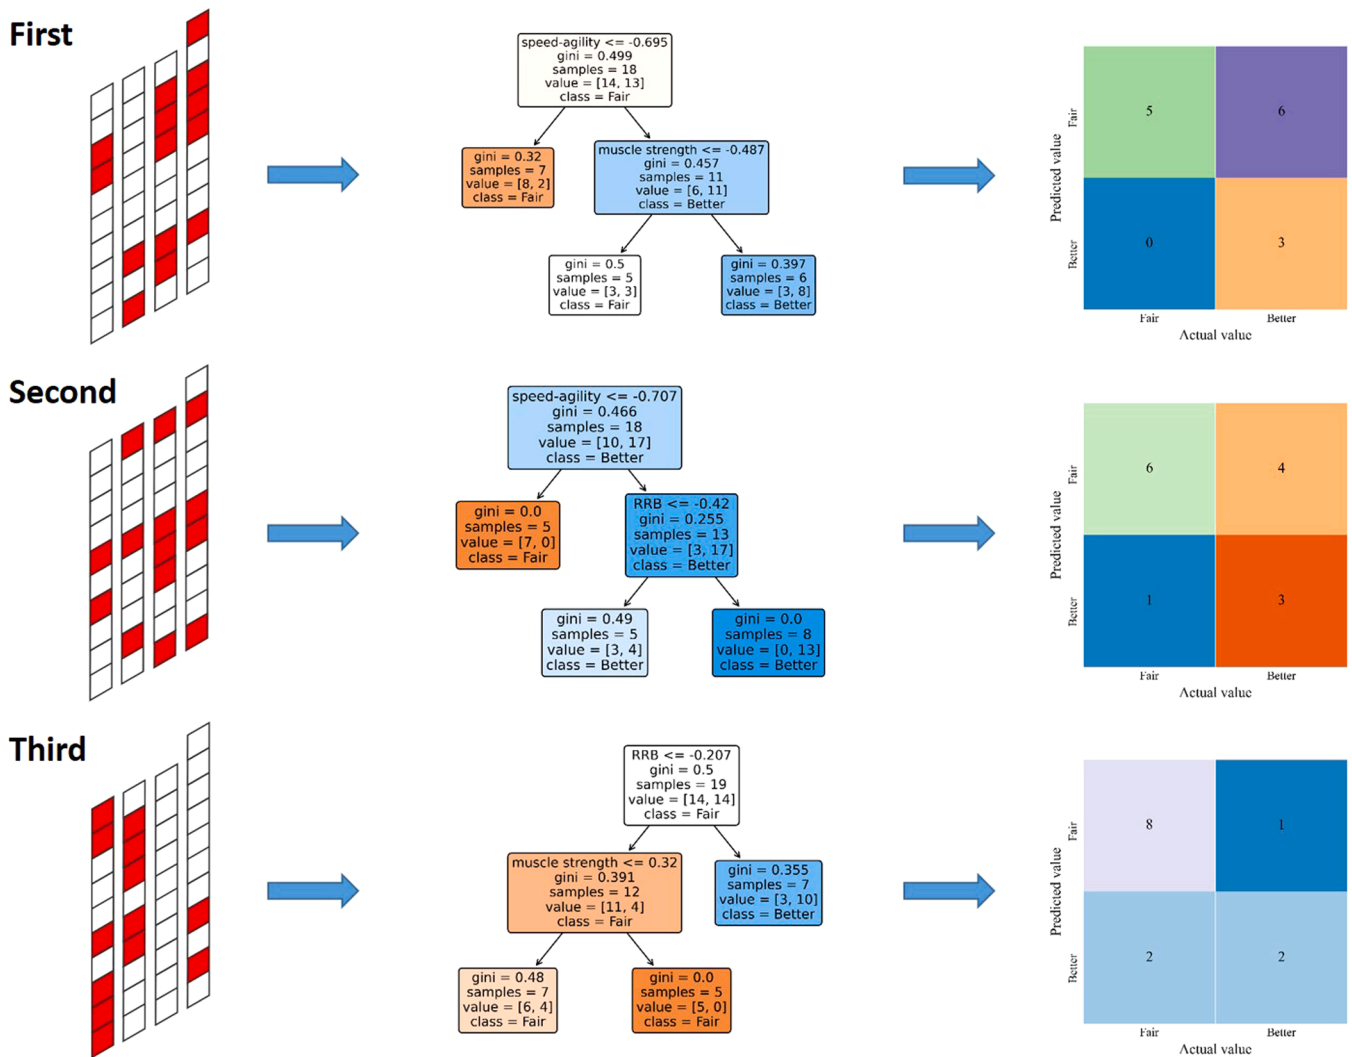 First
speed-agility <= -0.695
gini = 0.499
samples = 18
value = [14, 13]
class = Fair
gini = 0.32
samples = 7
value = [8, 2]
class = Fair
muscle strength <= -0.487
gini = 0.457
samples = 11
value = [6, 11]
class = Better
gini = 0.5
samples = 5
value = [3, 3]
class = Fair
gini = 0.397
samples = 6
value = [3, 8]
class = Better
Predicted value
Fair
5
6
Better
0
3
Fair
Better
Actual value
Second
speed-agility <= -0.707
gini = 0.466
samples = 18
value = [10, 17]
class = Better
gini = 0.0
samples = 5
value = [7, 0]
class = Fair
RRB <= -0.42
gini = 0.255
samples = 13
value = [3, 17]
class = Better
gini = 0.49
samples = 5
value = [3, 4]
class = Better
gini = 0.0
samples = 8
value = [0, 13]
class = Better
Predicted value
Fair
6
4
Better
1
3
Fair
Better
Actual value
Third
RRB <= -0.207
gini = 0.5
samples = 19
value = [14, 14]
class = Fair
muscle strength <= 0.32
gini = 0.391
samples = 12
value = [11, 4]
class = Fair
gini = 0.355
samples = 7
value = [3, 10]
class = Better
gini = 0.48
samples = 7
value = [6, 4]
class = Fair
gini = 0.0
samples = 5
value = [5, 0]
class = Fair
Predicted value
Fair
8
1
Better
2
2
Fair
Better
Actual value